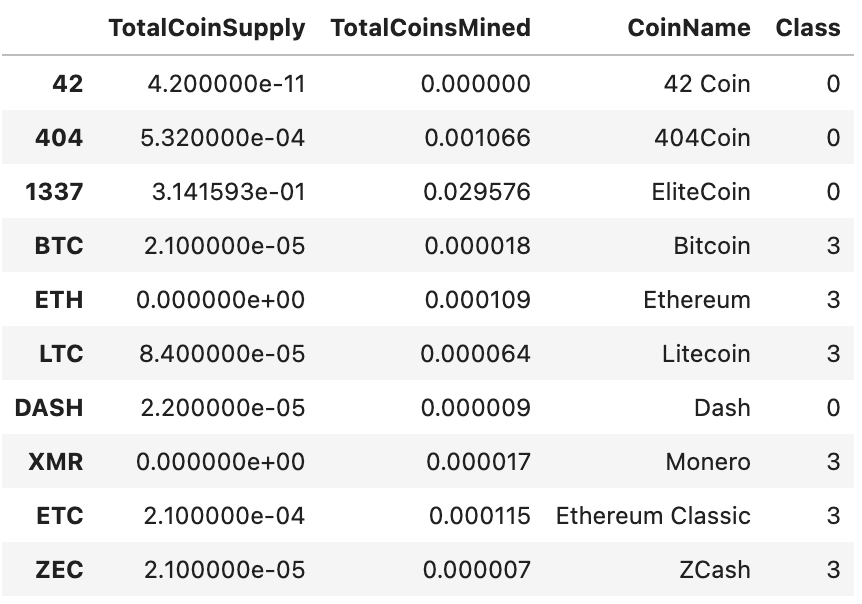 TotalCoinSupply TotalCoinsMined CoinName Class
42 4.200000e-11 0.000000 42 Coin 0
404 5.320000e-04 0.001066 404Coin 0
1337 3.141593e-01 0.029576 EliteCoin 0
BTC 2.100000e-05 0.000018 Bitcoin 3
ETH 0.000000e+00 0.000109 Ethereum 3
LTC 8.400000e-05 0.000064 Litecoin 3
DASH 2.200000e-05 0.000009 Dash 0
XMR 0.000000e+00 0.000017 Monero 3
ETC 2.100000e-04 0.000115 Ethereum Classic 3
ZEC 2.100000e-05 0.000007 ZCash 3